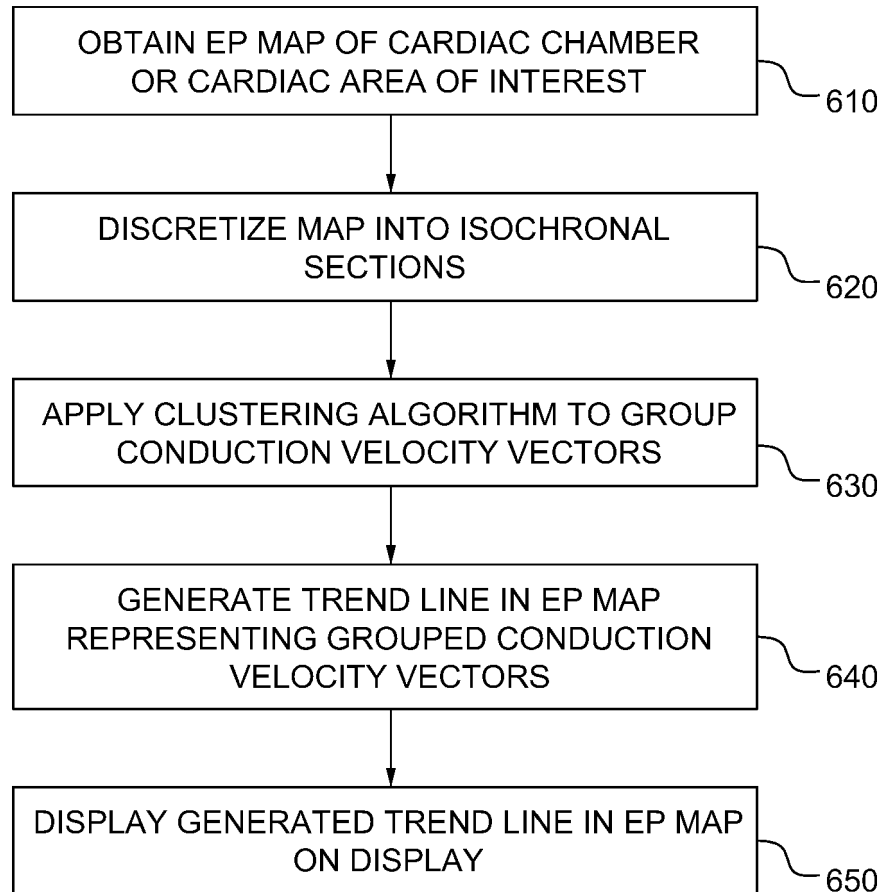 OBTAIN EP MAP OF CARDIAC CHAMBER
OR CARDIAC AREA OF INTEREST
610
DISCRETIZE MAP INTO ISOCHRONAL
SECTIONS
620
APPLY CLUSTERING ALGORITHM TO GROUP
CONDUCTION VELOCITY VECTORS
630
GENERATE TREND LINE IN EP MAP
REPRESENTING GROUPED CONDUCTION
VELOCITY VECTORS
640
DISPLAY GENERATED TREND LINE IN EP MAP
ON DISPLAY
650